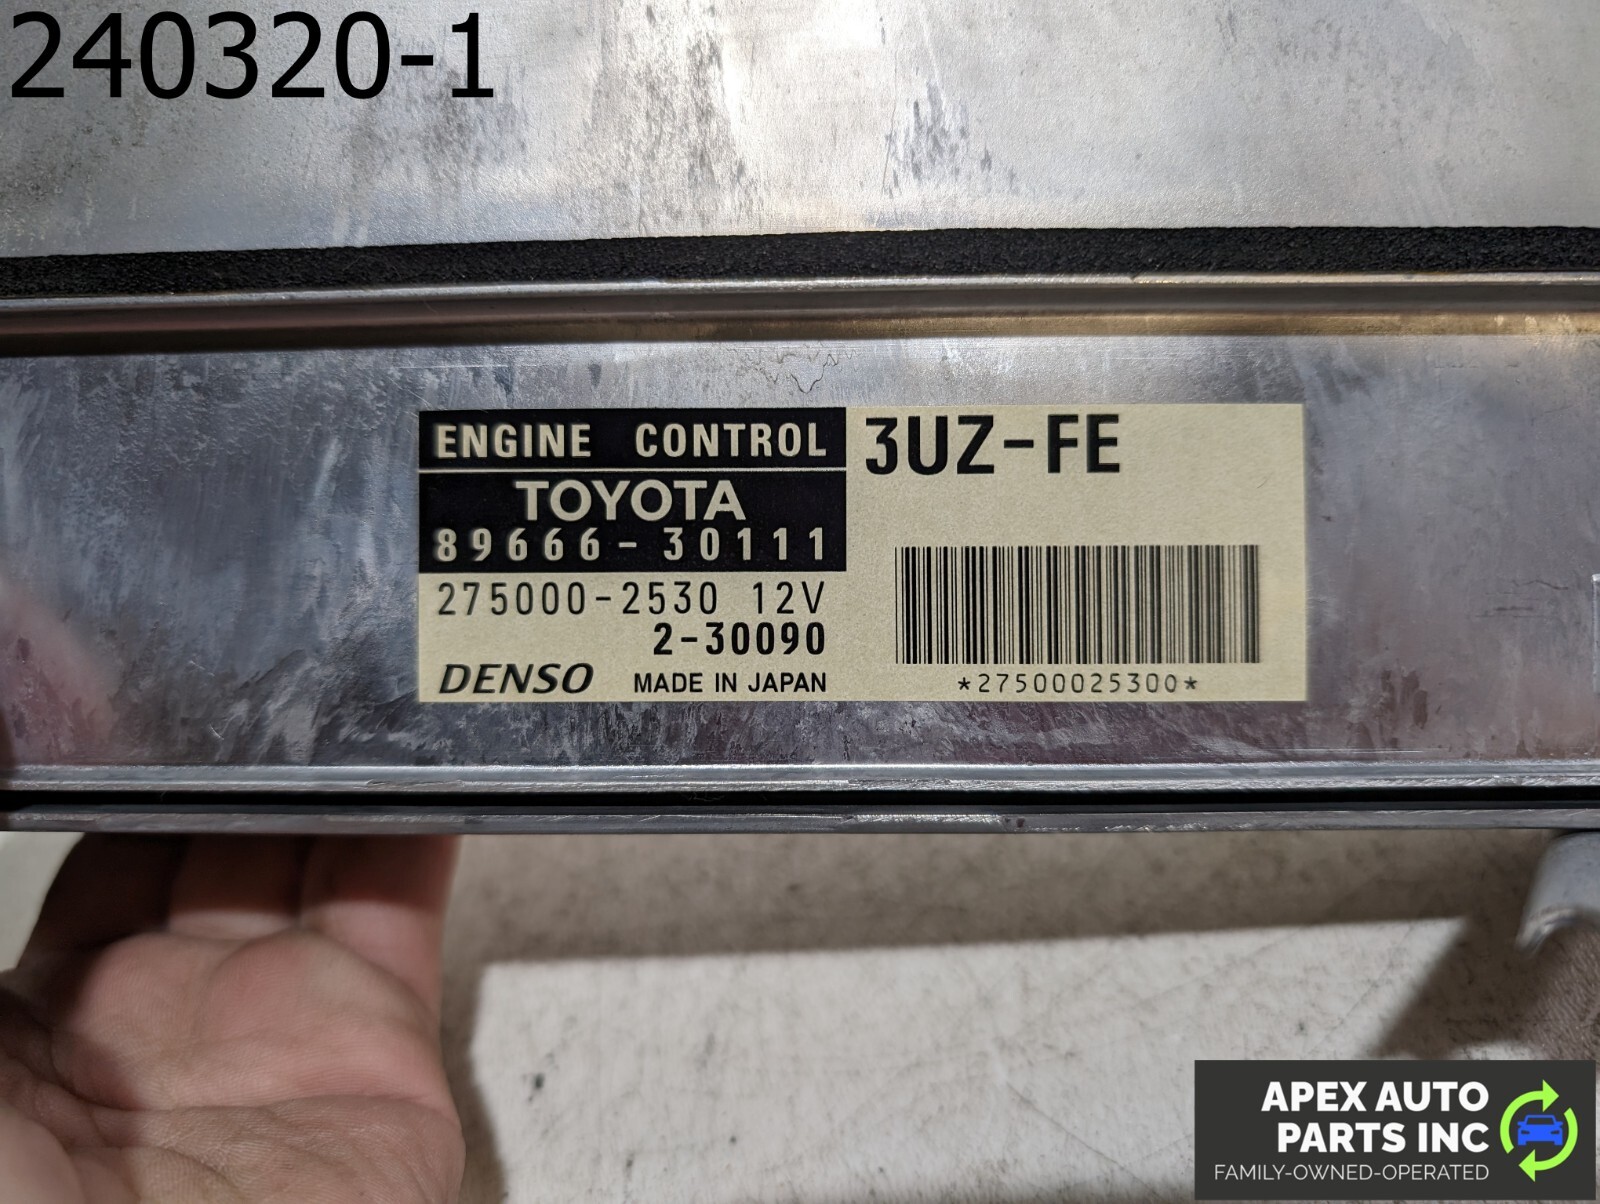 240320-1
ENGINE CONTROL
TOYOTA
89666-30111
275000-2530 12V
2-30090
DENSO MADE IN JAPAN
3UZ-FE
*27500025300*
APEX AUTO
PARTS INC
FAMILY-OWNED-OPERATED